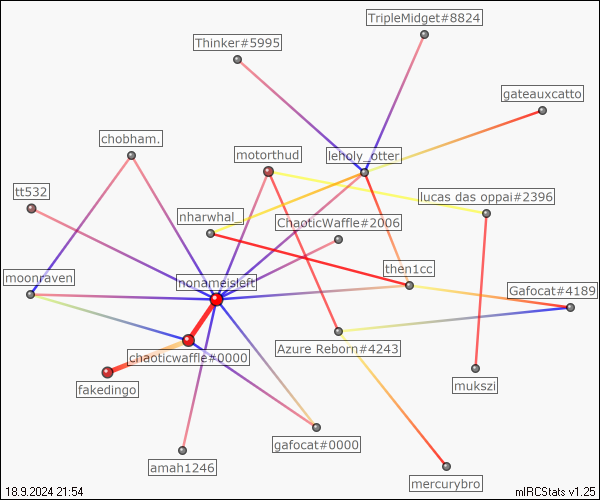 TripleMidget#8824
Thinker#5995
gateauxcatto
chobham.
motorthud
leholy_otter
tt532
lucas das oppai#2396
nharwhal_
ChaoticWaffle#2006
then1cc
moonraven
nonameisleft
Gafocat#4189
chaoticwaffle#0000
Azure Reborn#4243
fakedingo
mukszi
gafocat#0000
amah1246
mercurybro
18.9.2024 21:54
mIRCStats v1.25